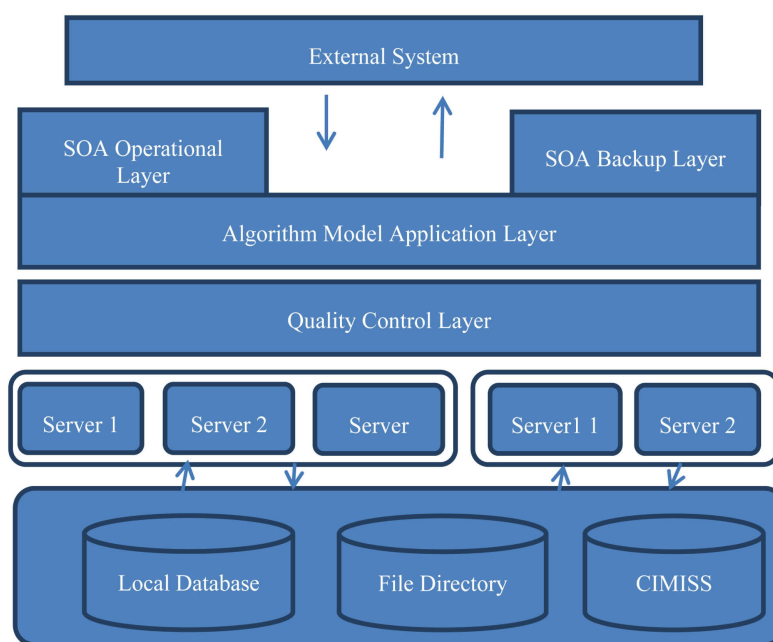 External System
SOA Operational
Layer
SOA Backup Layer
Algorithm Model Application Layer
Quality Control Layer
Server 1
Server 2
Server
Server1 1
Server 2
Local Database
File Directory
CIMISS